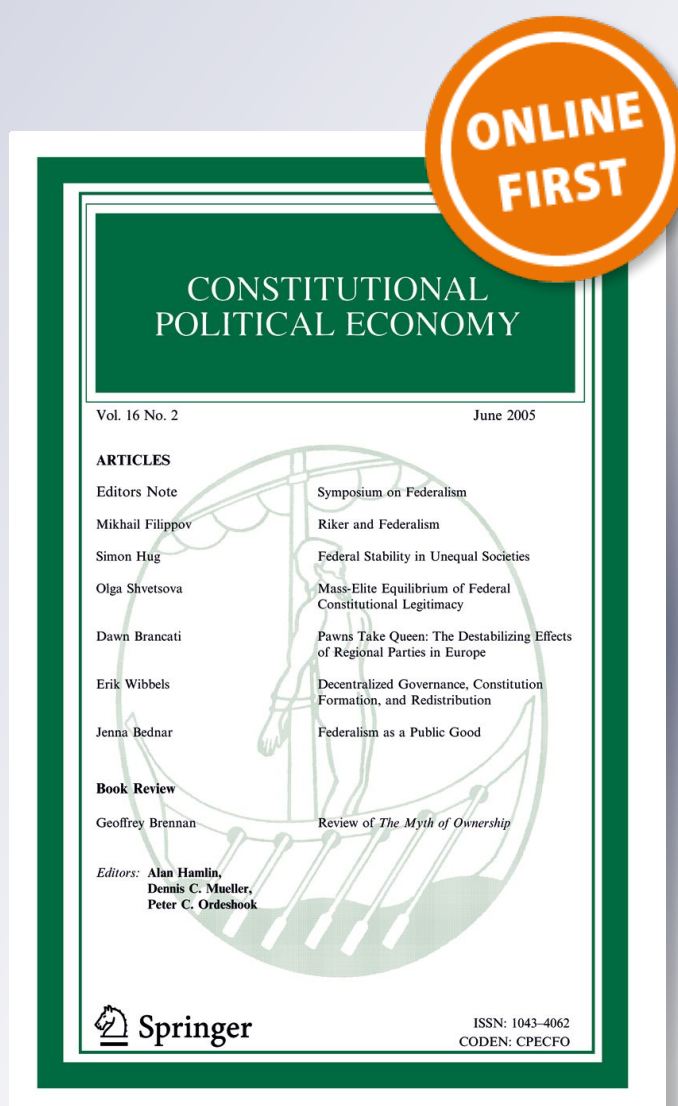 ONLINE
FIRST
CONSTITUTIONAL
POLITICAL ECONOMY
Vol. 16 No. 2 June 2005
ARTICLES
Editors Note Symposium on Federalism
Mikhail Filippov Riker and Federalism
Simon Hug Federal Stability in Unequal Societies
Olga Shvetsova Mass-Elite Equilibrium of Federal
Constitutional Legitimacy
Dawn Brancati Pawns Take Queen: The Destabilizing Effects
of Regional Parties in Europe
Erik Wibbels Decentralized Governance, Constitution
Formation, and Redistribution
Jenna Bednar Federalism as a Public Good
Book Review
Geoffrey Brennan Review of The Myth of Ownership
Editors: Alan Hamlin,
Dennis C. Mueller,
Peter C. Ordeshook
Springer
ISSN: 1043–4062
CODEN: CPECFO